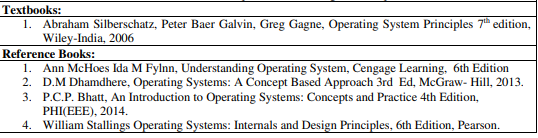 Textbooks:
1. Abraham Silberschatz, Peter Baer Galvin, Greg Gagne, Operating System Principles 7th edition,
Wiley-India, 2006
Reference Books:
1. Ann McHoes Ida M Fylnn, Understanding Operating System, Cengage Learning, 6th Edition
2. D.M Dhamdhere, Operating Systems: A Concept Based Approach 3rd Ed, McGraw- Hill, 2013.
3. P.C.P. Bhatt, An Introduction to Operating Systems: Concepts and Practice 4th Edition,
PHI(EEE), 2014.
4. William Stallings Operating Systems: Internals and Design Principles, 6th Edition, Pearson.